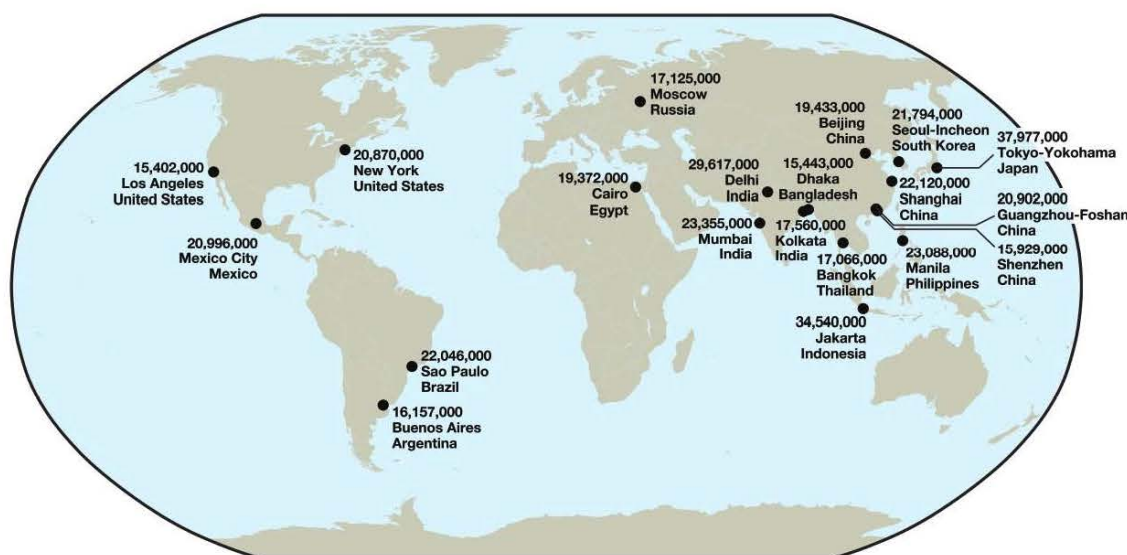 17,125,000
Moscow
Russia
19,433,000
Beijing
China
21,794,000
Seoul-Incheon
South Korea
37,977,000
Tokyo-Yokohama
Japan
15,402,000
Los Angeles
United States
20,870,000
New York
United States
19,372,000
Cairo
Egypt
29,617,000
Delhi
India
15,443,000
Dhaka
Bangladesh
22,120,000
Shanghai
China
20,902,000
Guangzhou-Foshan
China
20,996,000
Mexico City
Mexico
23,355,000
Mumbai
India
17,560,000
Kolkata
India
17,066,000
Bangkok
Thailand
23,088,000
Manila
Philippines
15,929,000
Shenzhen
China
34,540,000
Jakarta
Indonesia
22,046,000
Sao Paulo
Brazil
16,157,000
Buenos Aires
Argentina